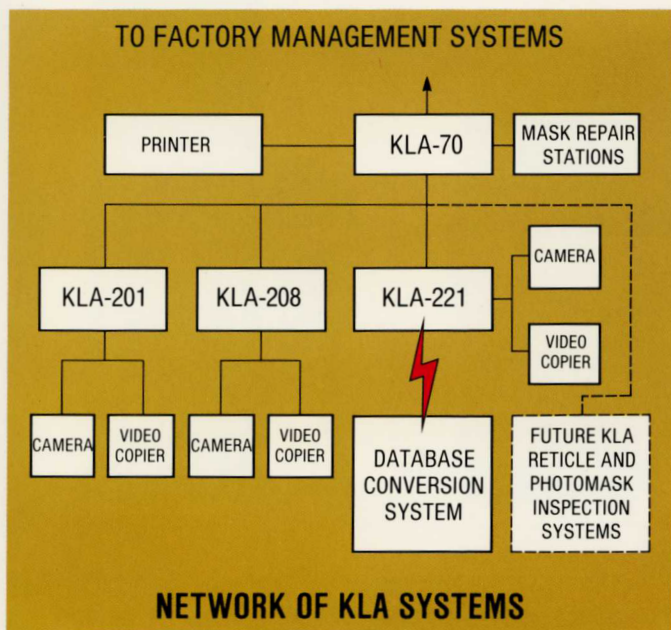 TO FACTORY MANAGEMENT SYSTEMS
PRINTER
KLA-70
MASK REPAIR
STATIONS
KLA-201
KLA-208
KLA-221
CAMERA
VIDEO
COPIER
CAMERA
VIDEO
COPIER
CAMERA
VIDEO
COPIER
DATABASE
CONVERSION
SYSTEM
FUTURE KLA
RETICLE AND
PHOTOMASK
INSPECTION
SYSTEMS
NETWORK OF KLA SYSTEMS